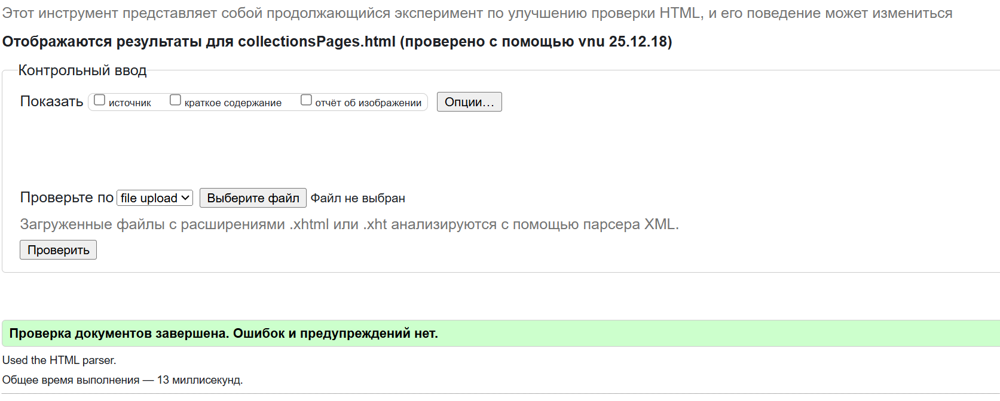 Этот инструмент представляет собой продолжающийся эксперимент по улучшению проверки HTML, и его поведение может измениться
Отображаются результаты для collectionsPages.html (проверено с помощью vnu 25.12.18)
Контрольный ввод
Показать источник краткое содержание отчёт об изображении Опции…
Проверьте по file upload Выберите файл Файл не выбран
Загруженные файлы с расширениями .xhtml или .xht анализируются с помощью парсера XML.
Проверить
Проверка документов завершена. Ошибок и предупреждений нет.
Used the HTML parser.
Общее время выполнения — 13 миллисекунд.